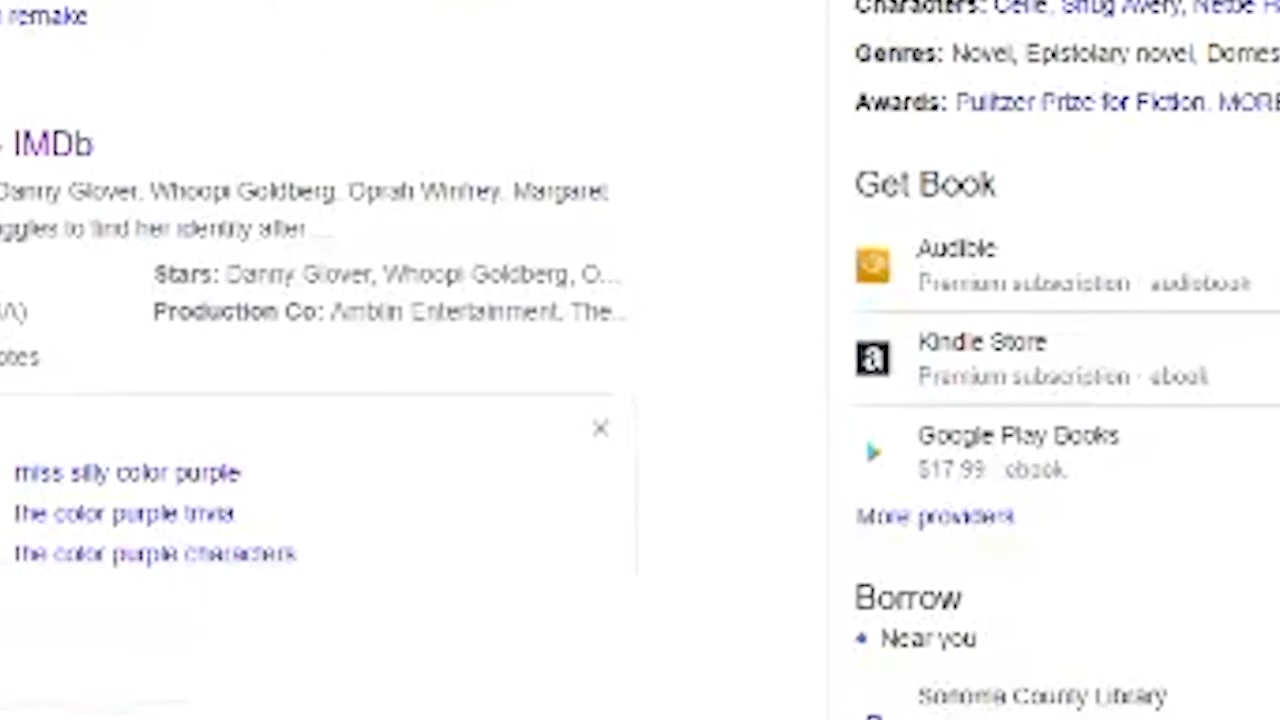 remake
IMDb
Danny Glover, Whoopi Goldberg, Oprah Winfrey, Margaret
uggles to find her identity after ...
Stars: Danny Glover, Whoopi Goldberg, O...
A)
Production Co: Amblin Entertainment, The...
otes
miss silly color purple
the color purple trivia
the color purple characters
Characters: Celie, Shug Avery, Nettie H
Genres: Novel, Epistolary novel, Domes
Awards: Pulitzer Prize for Fiction, MORE
Get Book
Audible
Premium subscription · audiobook
Kindle Store
Premium subscription · ebook
Google Play Books
$17.99 · ebook
More providers
Borrow
Near you
Sonoma County Library